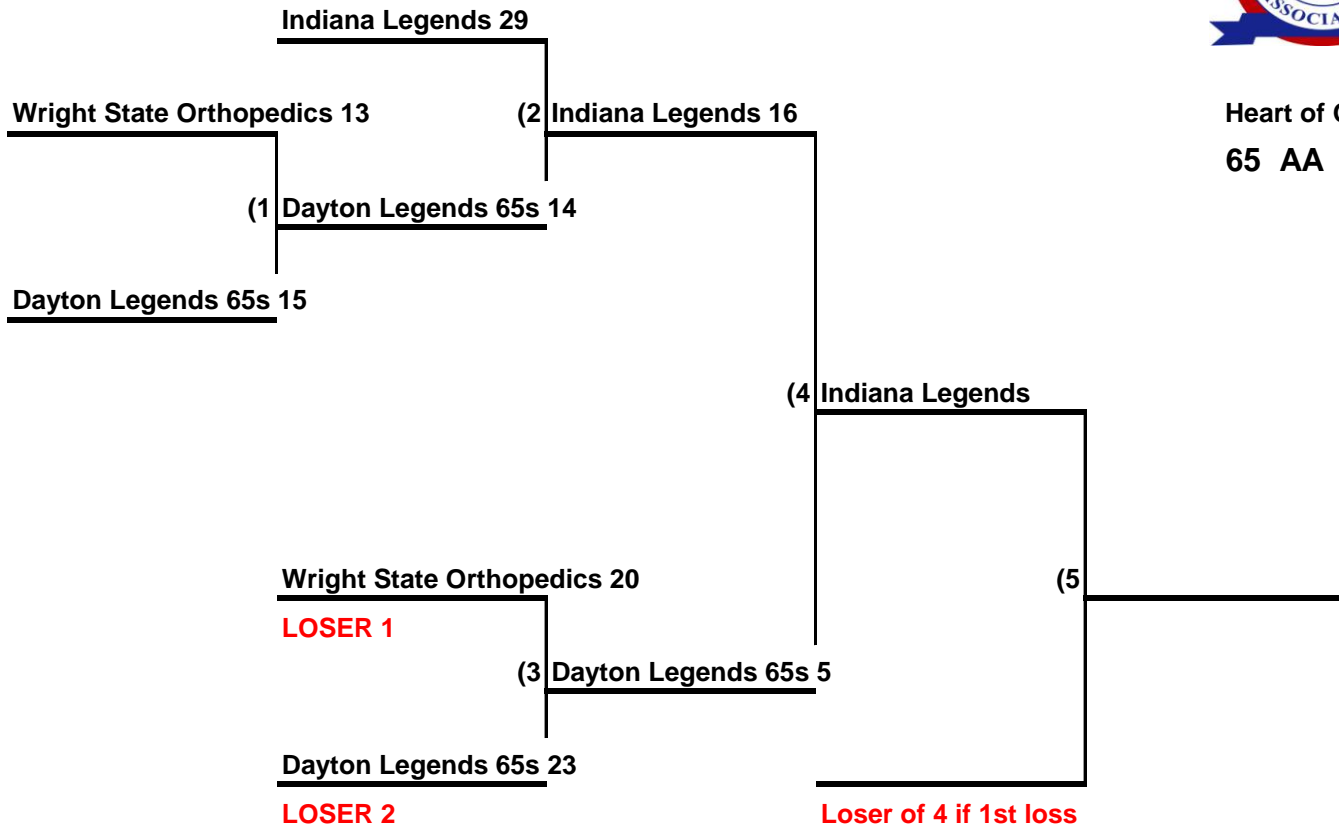 Indiana Legends 29
Wright State Orthopedics 13
(2 Indiana Legends 16
Heart of
65 AA
(1 Dayton Legends 65s 14
Dayton Legends 65s 15
(4 Indiana Legends
Wright State Orthopedics 20
(5
LOSER 1
(3 Dayton Legends 65s 5
Dayton Legends 65s 23
LOSER 2
Loser of 4 if 1st loss